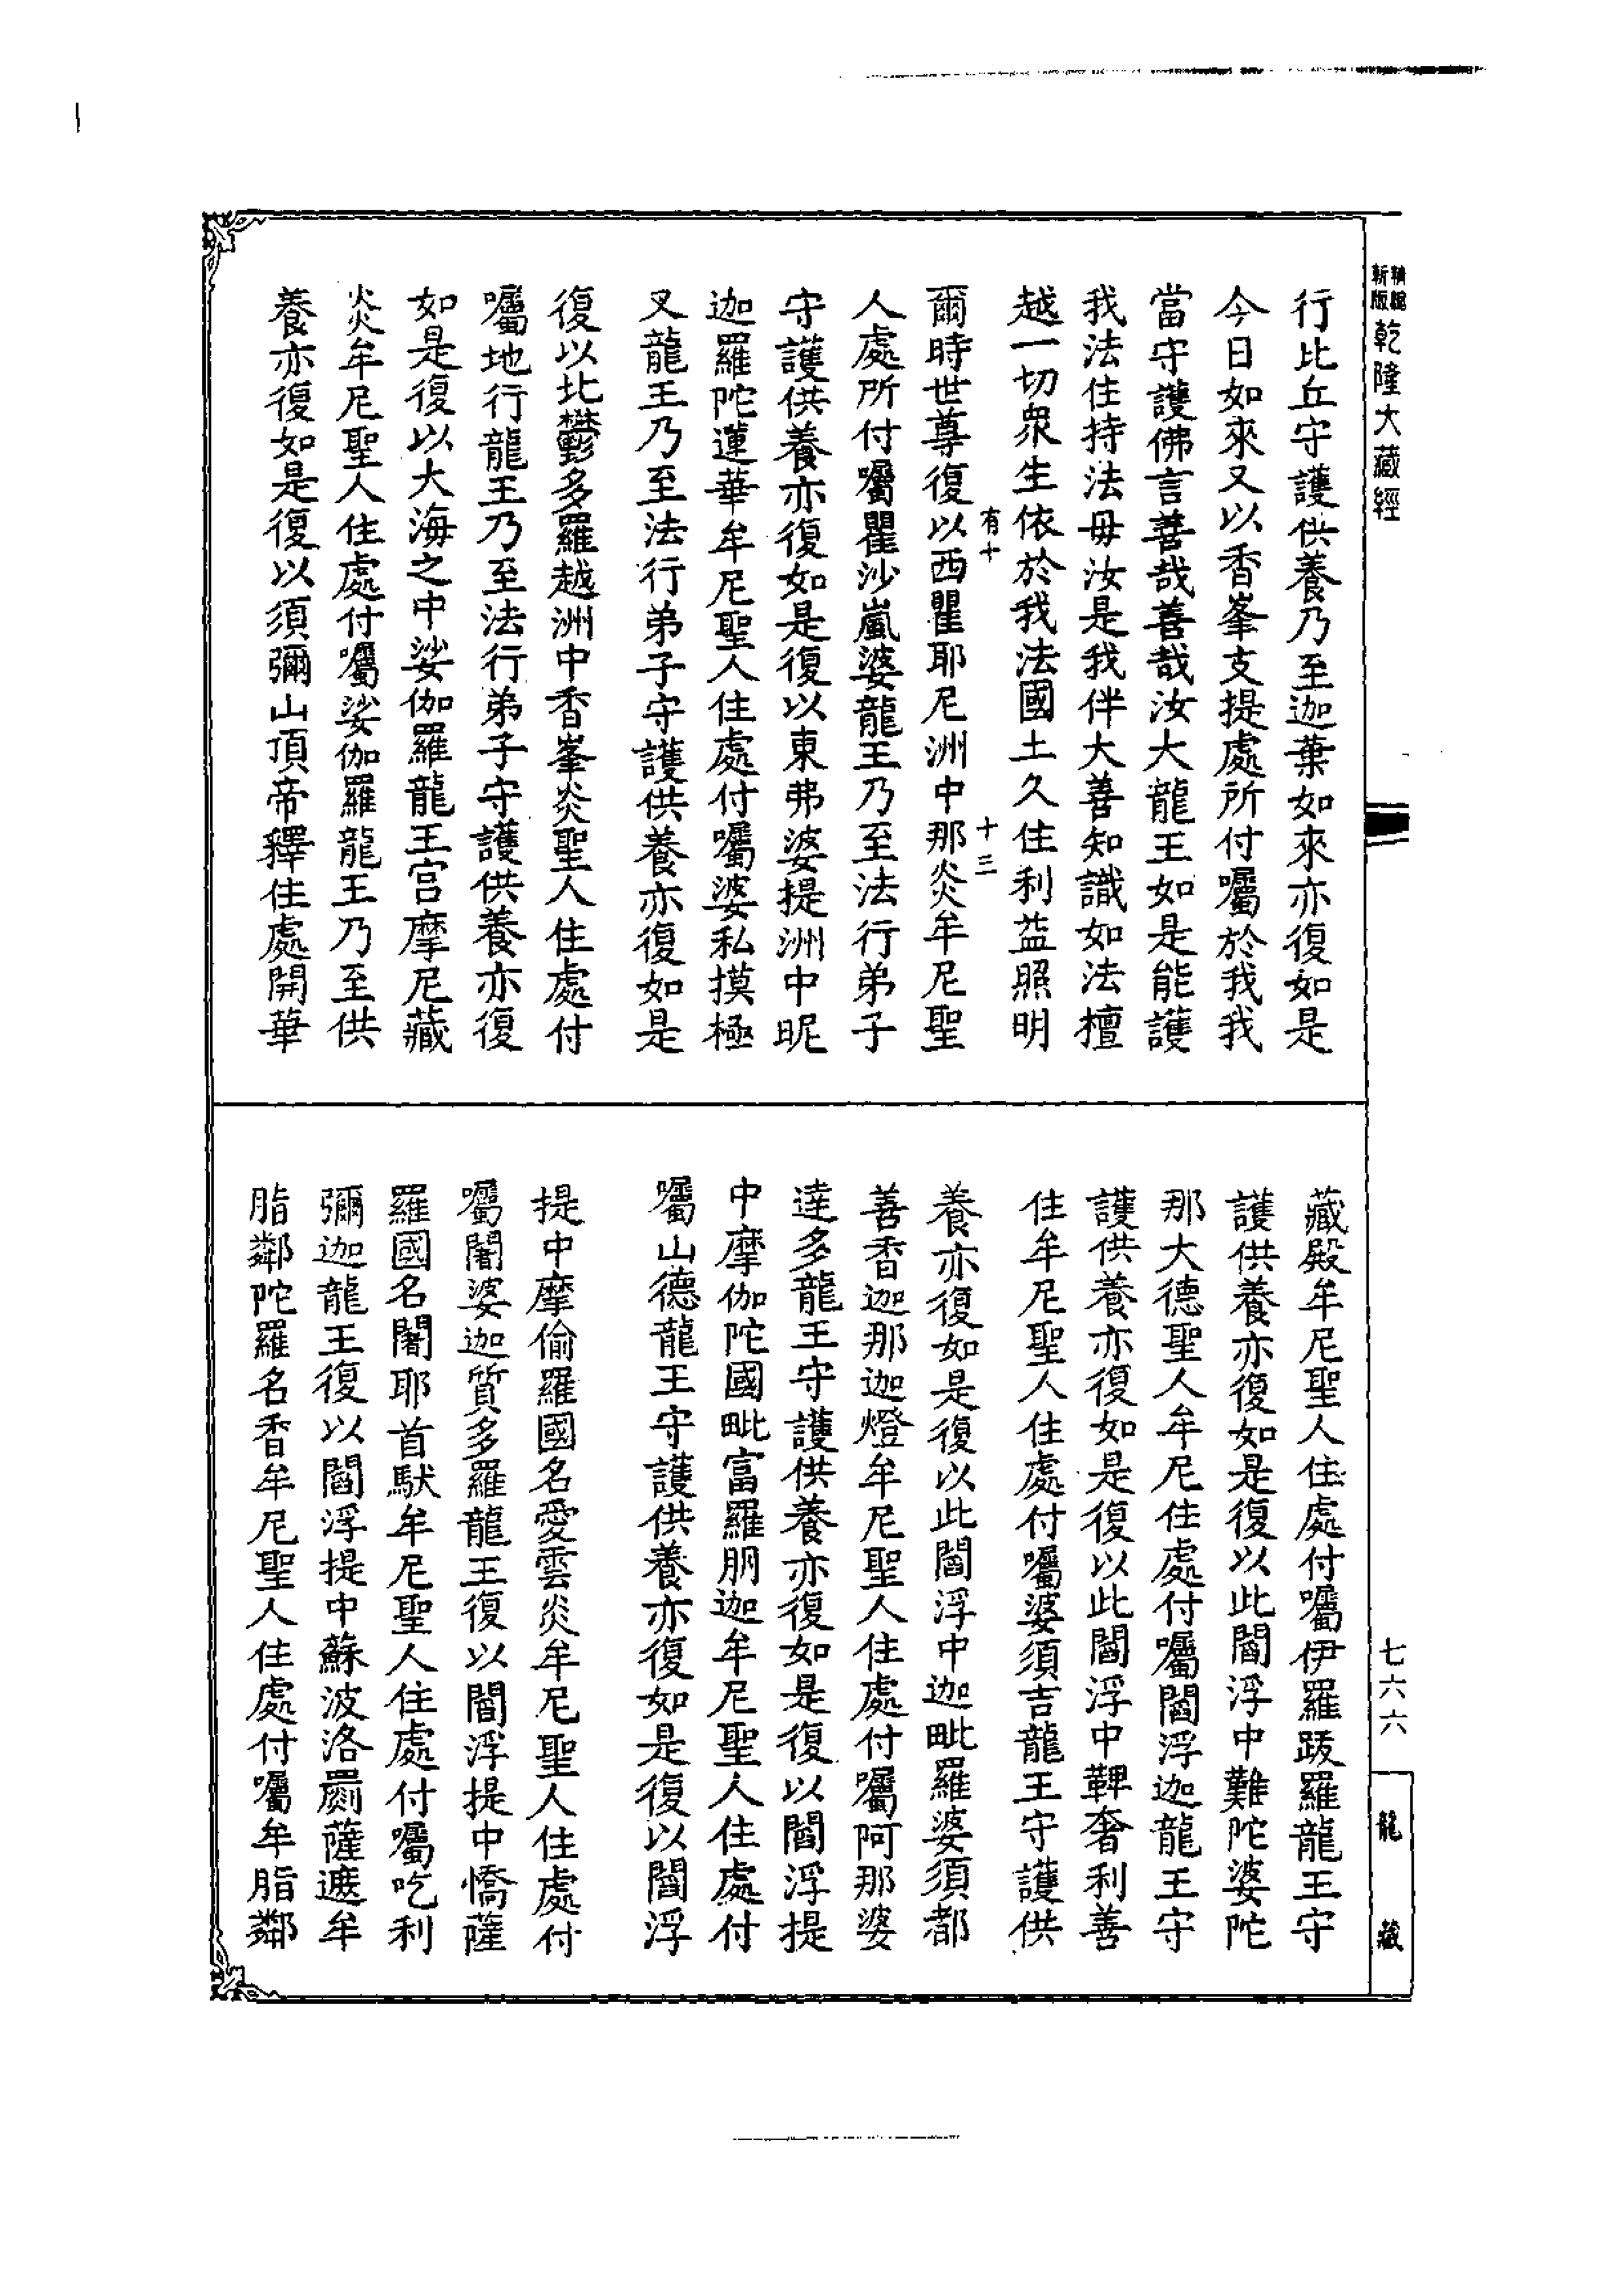 精縮
新版
乾隆大藏經
行比丘守護供養乃至迦葉如來亦復如是
今日如來又以香峯支提處所付囑於我我
當守護佛言善哉善哉汝大龍王如是能護
我法住持法母汝是我伴大善知識如法檀
越一切衆生依於我法國土久住利益照明
有十
十三
爾時世尊復以西瞿耶尼洲中那炎牟尼聖
人處所付囑瞿沙嵐婆龍王乃至法行弟子
守護供養亦復如是復以東弗婆提洲中昵
迦羅陀蓮華牟尼聖人住處付囑婆私摸極
叉龍王乃至法行弟子守護供養亦復如是
復以北鬱多羅越洲中香峯炎聖人住處付
囑地行龍王乃至法行弟子守護供養亦復
如是復以大海之中娑伽羅龍王宮摩尼藏
炎牟尼聖人住處付囑娑伽羅龍王乃至供
養亦復如是復以須彌山頂帝釋住處開華
藏殿牟尼聖人住處付囑伊羅跋羅龍王守
護供養亦復如是復以此閻浮中難陀婆陀
那大德聖人牟尼住處付囑閻浮迦龍王守
護供養亦復如是復以此閻浮中鞞奢利善
住牟尼聖人住處付囑婆須吉龍王守護供
養亦復如是復以此閻浮中迦毗羅婆須都
善香迦那迦燈牟尼聖人住處付囑阿那婆
達多龍王守護供養亦復如是復以閻浮提
中摩伽陀國毗富羅朋迦牟尼聖人住處付
囑山德龍王守護供養亦復如是復以閻浮
提中摩偷羅國名愛雲炎牟尼聖人住處付
囑闍婆迦質多羅龍王復以閻浮提中憍薩
羅國名闍耶首馱牟尼聖人住處付囑吃利
彌迦龍王復以閻浮提中蘇波洛罽薩遮牟
脂鄰陀羅名香牟尼聖人住處付囑牟脂鄰
七六六
龍藏